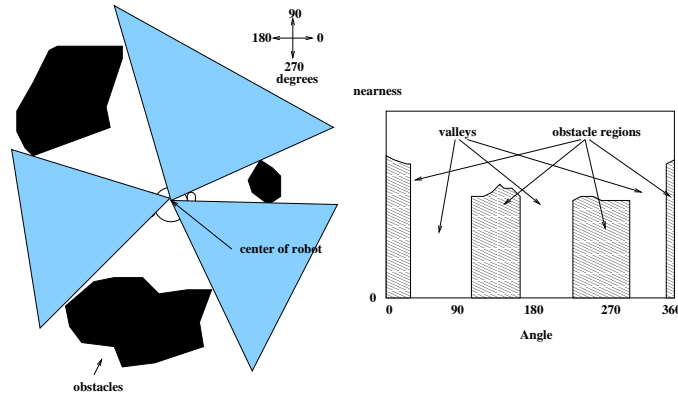 90
180
0
270
degrees
center of robot
obstacles
nearness
valleys
obstacle regions
0
0
90
180
270
360
Angle